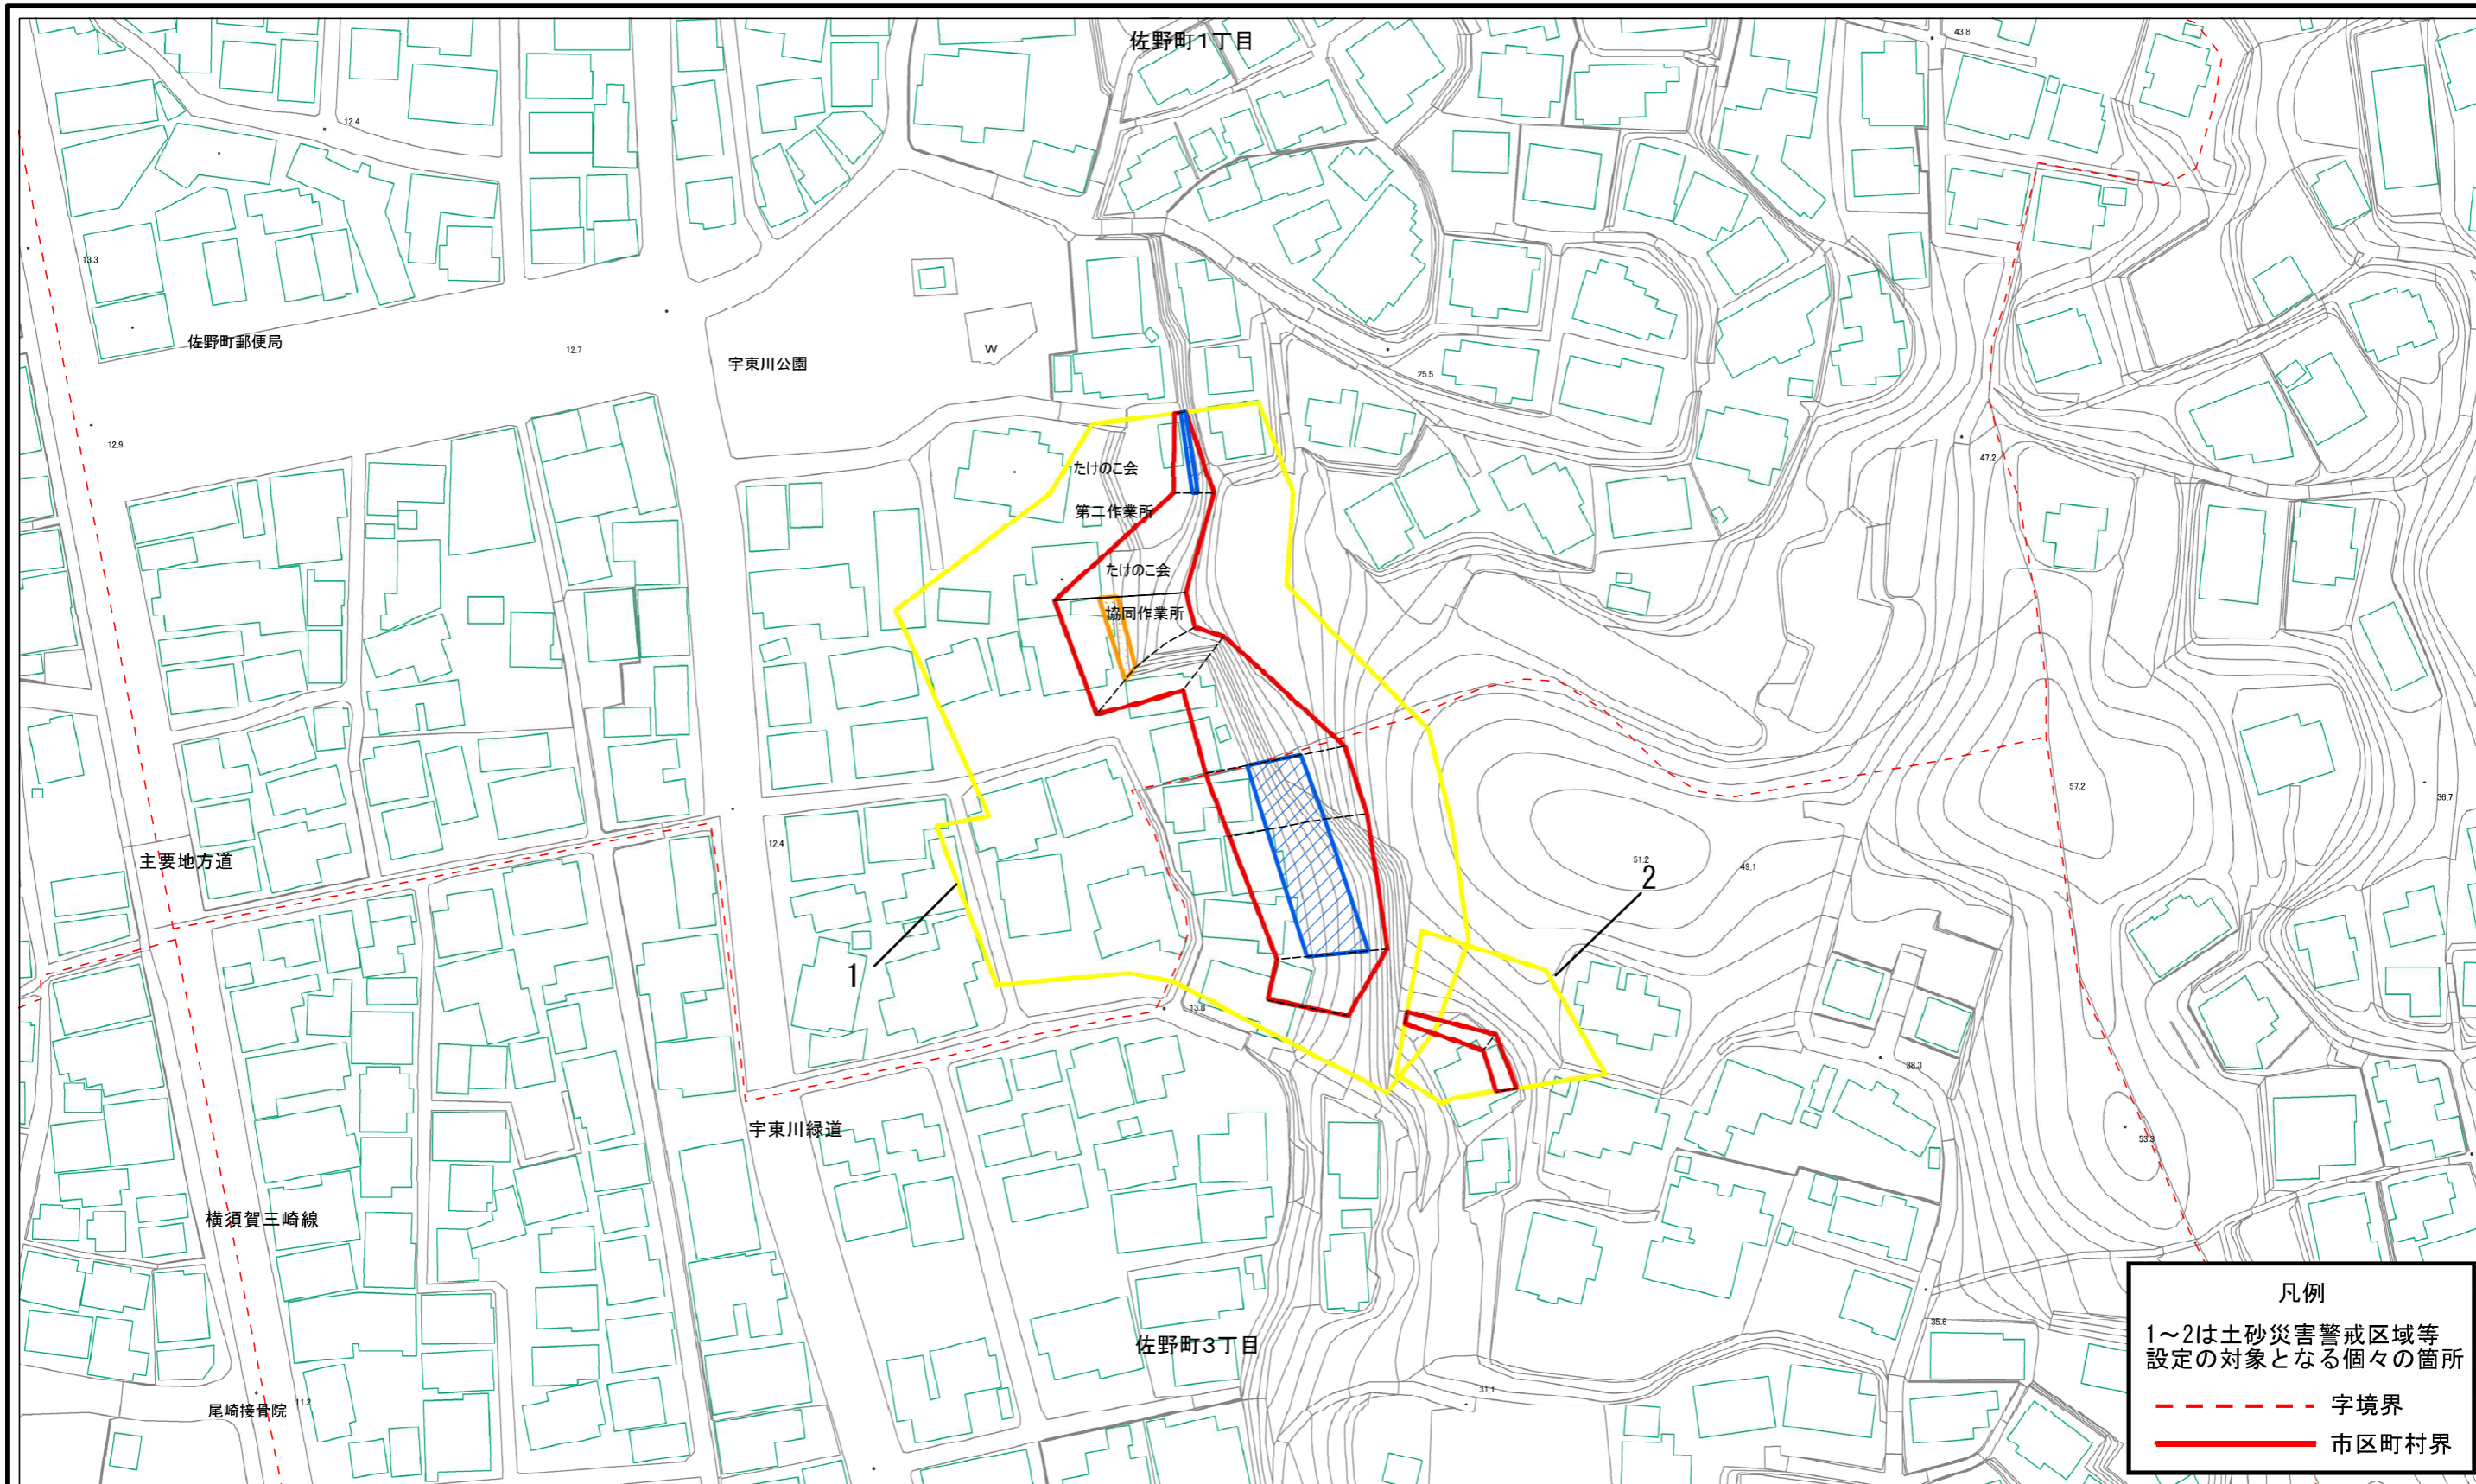 佐野町1丁目
43.8
12.4
13.3
佐野町郵便局
12.7
宇東川公園
W
25.5
12.9
47.2
たけのこ会
第二作業所
たけのこ会
協同作業所
57.2
36.7
主要地方道
12.4
51.2
49.1
2
1
13.8
38.3
宇東川緑道
53.3
横須賀三崎線
佐野町3丁目
35.6
31.1
尾崎接骨院
11.2
凡例
1～2は土砂災害警戒区域等
設定の対象となる個々の箇所
字境界
市区町村界